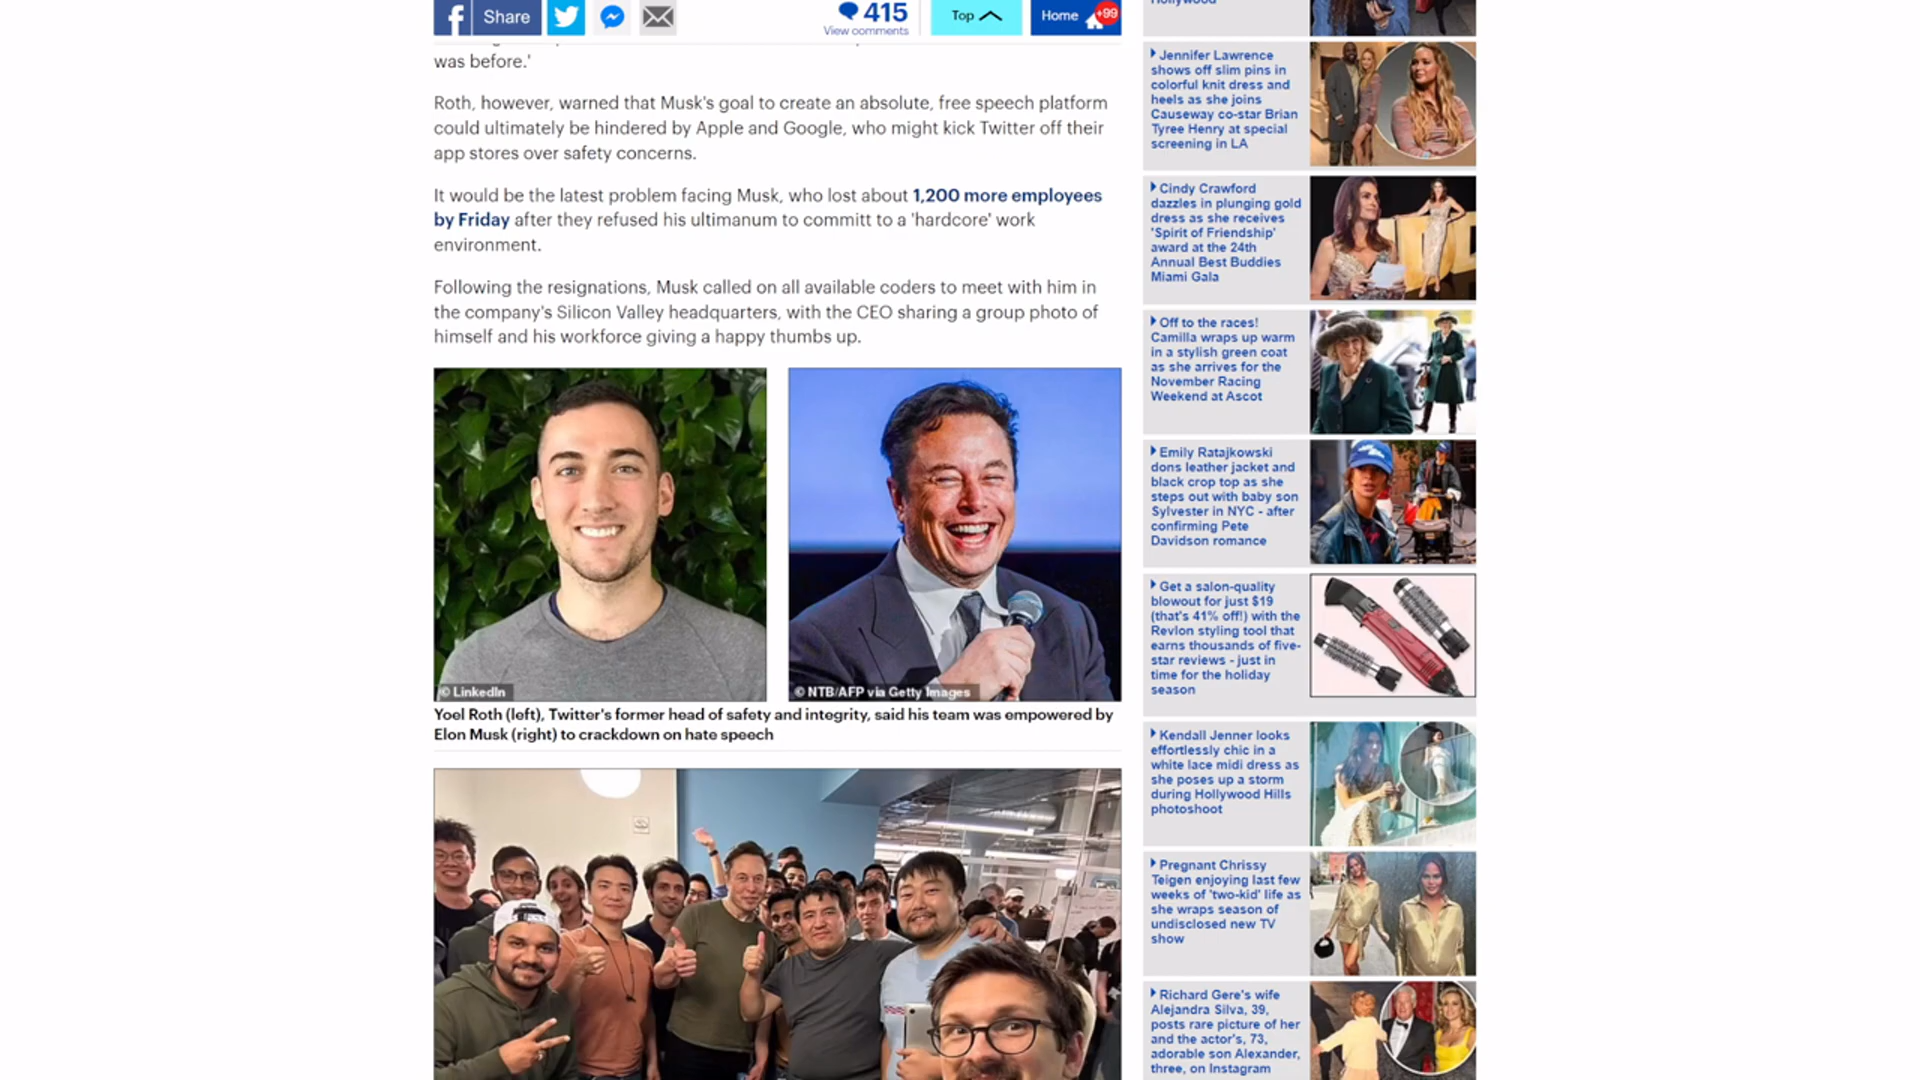 Share
415
View comments
Top
Home
+99
was before.'
Roth, however, warned that Musk's goal to create an absolute, free speech platform
could ultimately be hindered by Apple and Google, who might kick Twitter off their
app stores over safety concerns.
It would be the latest problem facing Musk, who lost about 1,200 more employees
by Friday after they refused his ultimanum to committ to a 'hardcore' work
environment.
Following the resignations, Musk called on all available coders to meet with him in
the company's Silicon Valley headquarters, with the CEO sharing a group photo of
himself and his workforce giving a happy thumbs up.
© LinkedIn
© NTB/AFP via Getty Images
Yoel Roth (left), Twitter's former head of safety and integrity, said his team was empowered by
Elon Musk (right) to crackdown on hate speech
Hollywood
Jennifer Lawrence
shows off slim pins in
colorful knit dress and
heels as she joins
Causeway co-star Brian
Tyree Henry at special
screening in LA
Cindy Crawford
dazzles in plunging gold
dress as she receives
'Spirit of Friendship'
award at the 24th
Annual Best Buddies
Miami Gala
Off to the races!
Camilla wraps up warm
in a stylish green coat
as she arrives for the
November Racing
Weekend at Ascot
Emily Ratajkowski
dons leather jacket and
black crop top as she
steps out with baby son
Sylvester in NYC - after
confirming Pete
Davidson romance
Get a salon-quality
blowout for just $19
(that's 41% off!) with the
Revlon styling tool that
earns thousands of five-
star reviews - just in
time for the holiday
season
Kendall Jenner looks
effortlessly chic in a
white lace midi dress as
she poses up a storm
during Hollywood Hills
photoshoot
Pregnant Chrissy
Teigen enjoying last few
weeks of 'two-kid' life as
she wraps season of
undisclosed new TV
show
Richard Gere's wife
Alejandra Silva, 39,
posts rare picture of her
and the actor's, 73,
adorable son Alexander,
three, on Instagram